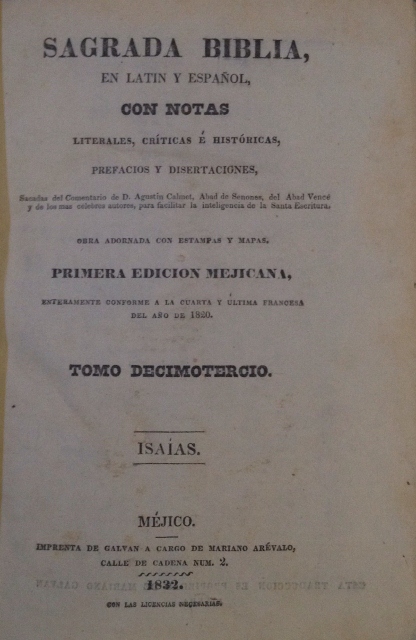 SAGRADA BIBLIA,
EN LATIN Y ESPAÑOL,
CON NOTAS
LITERALES, CRÍTICAS É HISTÓRICAS,
PREFACIOS Y DISERTACIONES,
Sacadas del Comentario de D. Agustin Calmet, Abad de Senones, del Abad Vencé
y de los mas celebres autores, para facilitar la inteligencia de la Santa Escritura.
OBRA ADORNADA CON ESTAMPAS Y MAPAS.
PRIMERA EDICION MEJICANA,
ENTERAMENTE CONFORME A LA CUARTA Y ÚLTIMA FRANCESA
DEL AÑO DE 1820.
TOMO DECIMOTERCIO.
ISAÍAS.
MÉJICO.
IMPRENTA DE GALVAN A CARGO DE MARIANO ARÉVALO,
CALLE DE CADENA NUM. 2.
1832.
CON LAS LICENCIAS NECESARIAS.